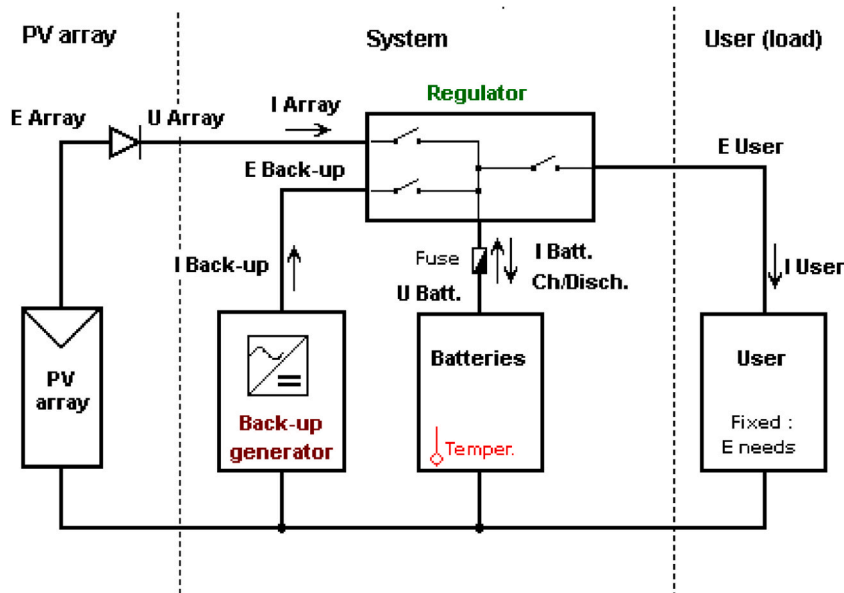 PV array
System
User (load)
Regulator
I Array
E Array
U Array
E User
E Back-up
I Back-up
Fuse
I Batt.
Ch/Disch.
U Batt.
I User
PV
array
Back-up
generator
Batteries
Temper.
User
Fixed :
E needs